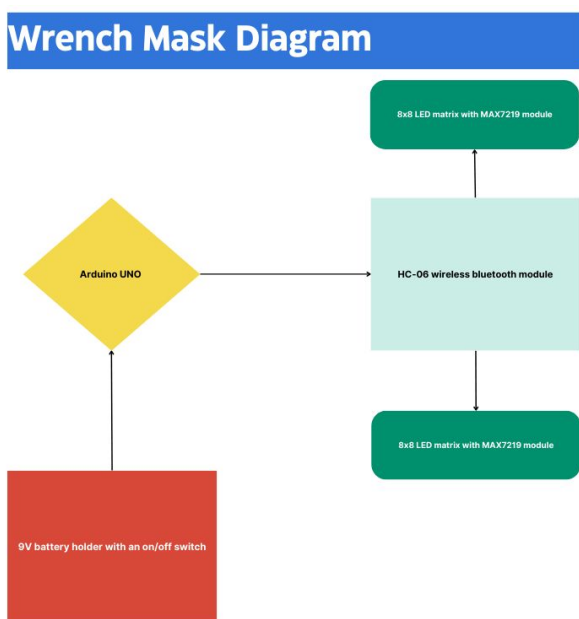 Wrench Mask Diagram
8x8 LED matrix with MAX7219 module
Arduino UNO
HC-06 wireless bluetooth module
8x8 LED matrix with MAX7219 module
9V battery holder with an on/off switch